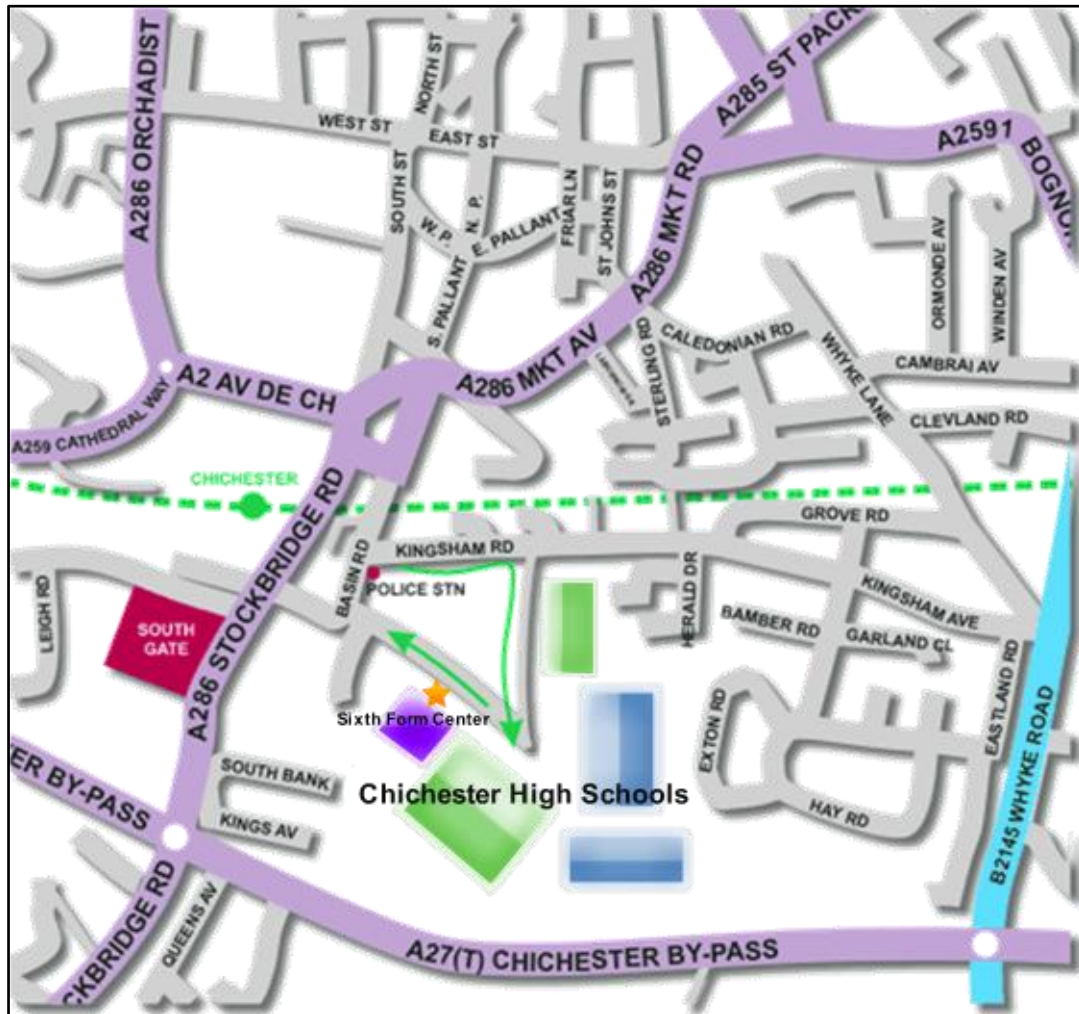 A286 ORCHADIST
NORTH ST
A285 ST PACR
WEST ST
EAST ST
A2591
BOGNO
SOUTH ST
W. P.
N. P.
E. PALLANT
FRIAR LN
ST JOHNS ST
A286 MKT RD
S. PALLANT
ORMONDE AV
WINDEN AV
STERLING RD
CALEDONIAN RD
WHYKE LANE
CAMBRAI AV
A2 AV DE CH
A286 MKT AV
A259 CATHEDRAL WAY
CLEVLAND RD
CHICHESTER
GROVE RD
BASIN RD
KINGSHAM RD
POLICE STN
HERALD DR
KINGSHAM AVE
LEIGH RD
SOUTH
GATE
A286 STOCKBRIDGE RD
BAMBER RD
GARLAND CL
Sixth Form Center
EXTON RD
EASTLAND RD
B2145 WHYKE ROAD
ER BY-PASS
SOUTH BANK
Chichester High Schools
KINGS AV
HAY RD
CKBRIDGE RD
QUEENS AV
A27(T) CHICHESTER BY-PASS